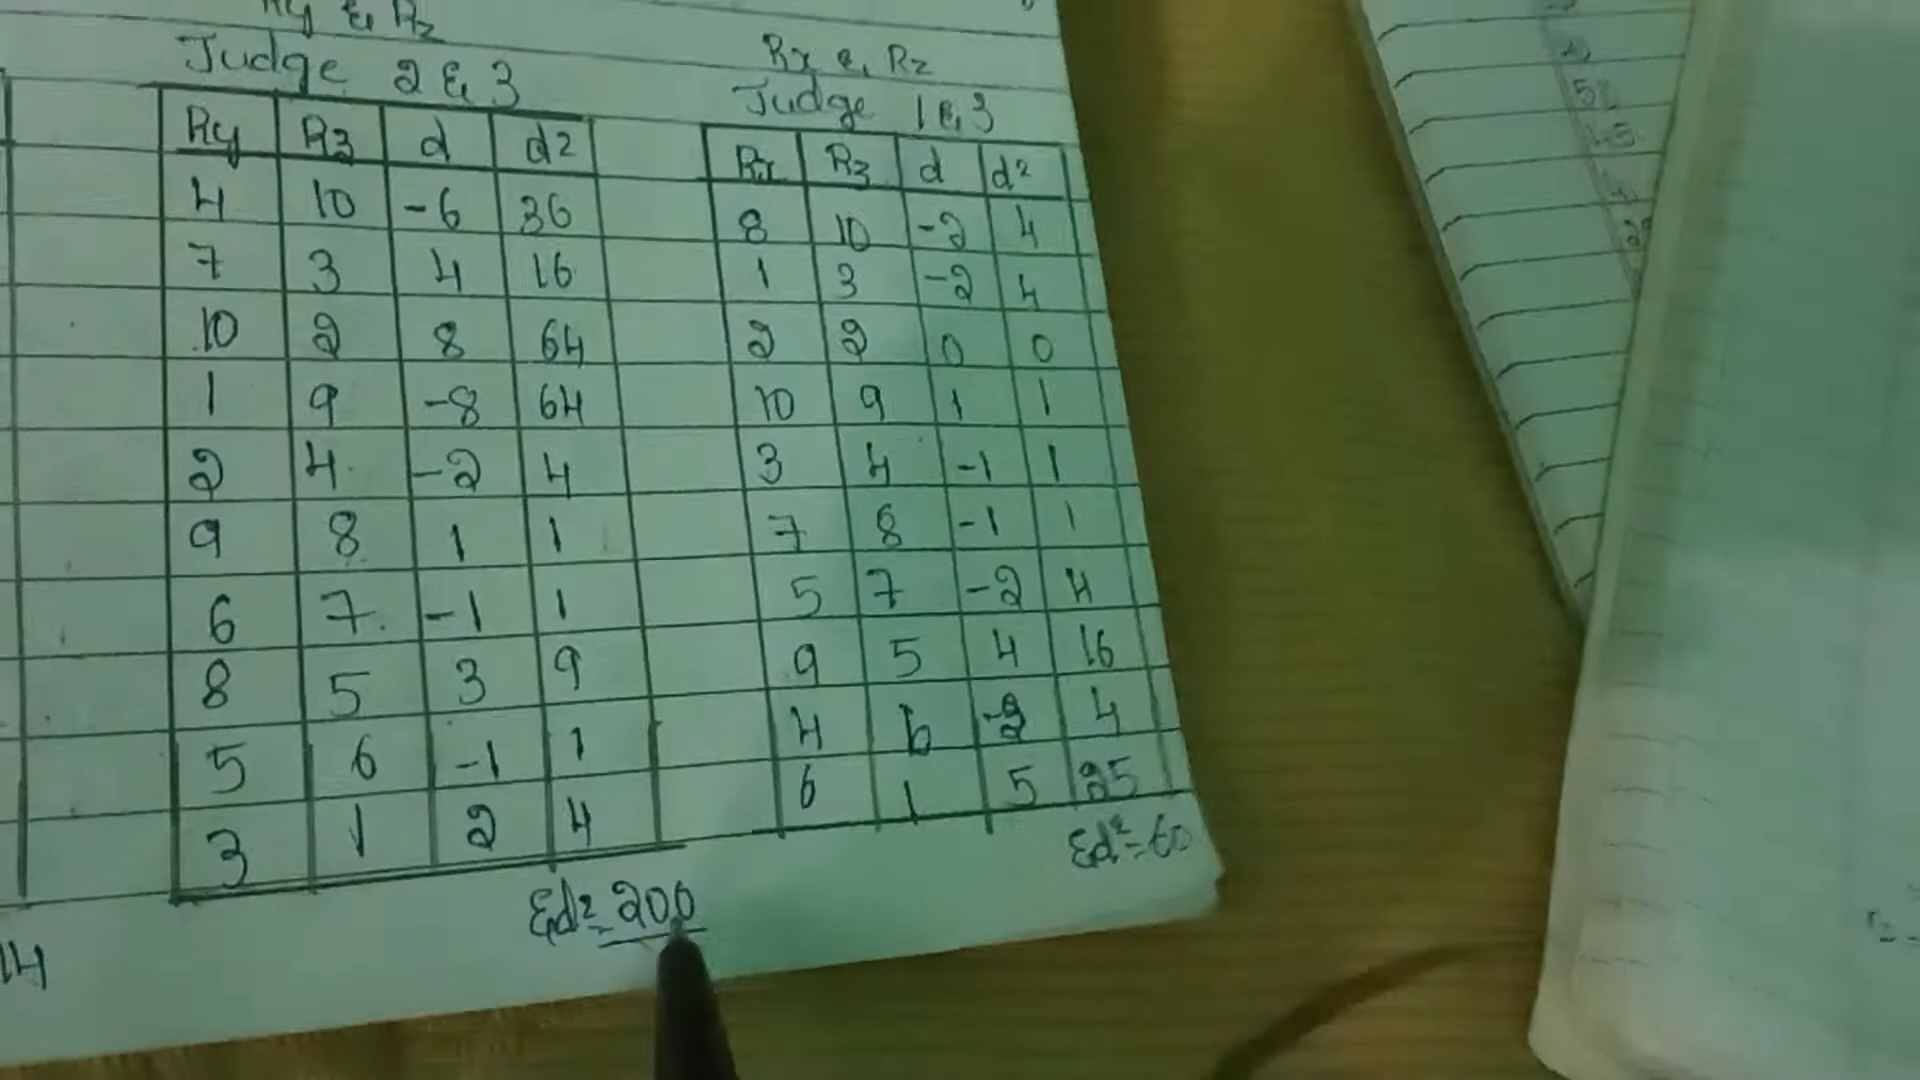 Ry & Rz
Judge 2 & 3
Ry R3 d d2
4 10 -6 36
7 3 4 16
10 2 8 64
1 9 -8 64
2 4 -2 4
9 8 1 1
6 7 -1 1
8 5 3 9
5 6 -1 1
3 1 2 4
Σd2 = 200
14
Rx & Rz
Judge 1 & 3
Rx R3 d d2
8 10 -2 4
1 3 -2 4
2 2 0 0
10 9 1 1
3 4 -1 1
7 8 -1 1
5 7 -2 4
9 5 4 16
4 6 -2 4
6 1 5 25
Σd2 = 60